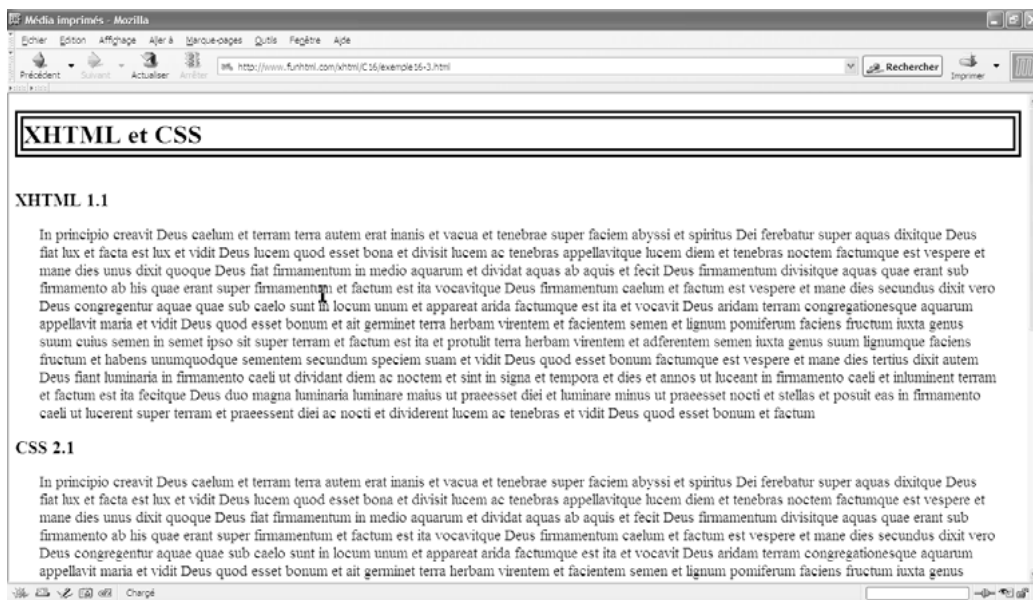 Média imprimés - Mozilla
Fichier Edition Affichage Aller à Marque-pages Outils Fenêtre Aide
Précédent Suivant Actualiser Arrêter http://www.funhtml.com/xhtml/C16/exemple16-3.html Rechercher Imprimer
XHTML et CSS
XHTML 1.1
In principio creavit Deus caelum et terram terra autem erat inanis et vacua et tenebrae super faciem abyssi et spiritus Dei ferebatur super aquas dixitque Deus
fiat lux et facta est lux et vidit Deus lucem quod esset bona et divisit lucem ac tenebras appellavitque lucem diem et tenebras noctem factumque est vespere et
mane dies unus dixit quoque Deus fiat firmamentum in medio aquarum et dividat aquas ab aquis et fecit Deus firmamentum divisitque aquas quae erant sub
firmamento ab his quae erant super firmamentum et factum est ita vocavitque Deus firmamentum caelum et factum est vespere et mane dies secundus dixit vero
Deus congregentur aquae quae sub caelo sunt in locum unum et appareat arida factumque est ita et vocavit Deus aridam terram congregationesque aquarum
appellavit maria et vidit Deus quod esset bonum et ait germinet terra herbam virentem et facientem semen et lignum pomiferum faciens fructum iuxta genus
suum cuius semen in semet ipso sit super terram et factum est ita et protulit terra herbam virentem et adferentem semen iuxta genus suum lignumque faciens
fructum et habens unumquodque sementem secundum speciem suam et vidit Deus quod esset bonum factumque est vespere et mane dies tertius dixit autem
Deus fiant luminaria in firmamento caeli ut dividant diem ac noctem et sint in signa et tempora et dies et annos ut luceant in firmamento caeli et inluminent terram
et factum est ita fecitque Deus duo magna luminaria luminare maius ut praeesset diei et luminare minus ut praeesset nocti et stellas et posuit eas in firmamento
caeli ut lucerent super terram et praeessent diei ac nocti et dividerent lucem ac tenebras et vidit Deus quod esset bonum et factum
CSS 2.1
In principio creavit Deus caelum et terram terra autem erat inanis et vacua et tenebrae super faciem abyssi et spiritus Dei ferebatur super aquas dixitque Deus
fiat lux et facta est lux et vidit Deus lucem quod esset bona et divisit lucem ac tenebras appellavitque lucem diem et tenebras noctem factumque est vespere et
mane dies unus dixit quoque Deus fiat firmamentum in medio aquarum et dividat aquas ab aquis et fecit Deus firmamentum divisitque aquas quae erant sub
firmamento ab his quae erant super firmamentum et factum est ita vocavitque Deus firmamentum caelum et factum est vespere et mane dies secundus dixit vero
Deus congregentur aquae quae sub caelo sunt in locum unum et appareat arida factumque est ita et vocavit Deus aridam terram congregationesque aquarum
appellavit maria et vidit Deus quod esset bonum et ait germinet terra herbam virentem et facientem semen et lignum pomiferum faciens fructum iuxta genus
Chargé